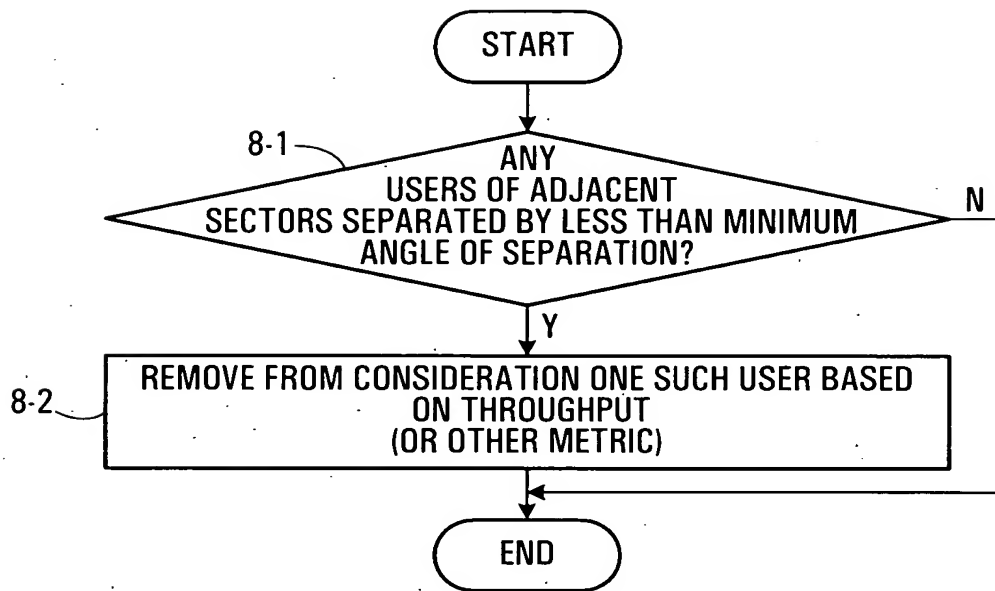 START
8-1
ANY
USERS OF ADJACENT
SECTORS SEPARATED BY LESS THAN MINIMUM
ANGLE OF SEPARATION?
N
Y
8-2
REMOVE FROM CONSIDERATION ONE SUCH USER BASED
ON THROUGHPUT
(OR OTHER METRIC)
END